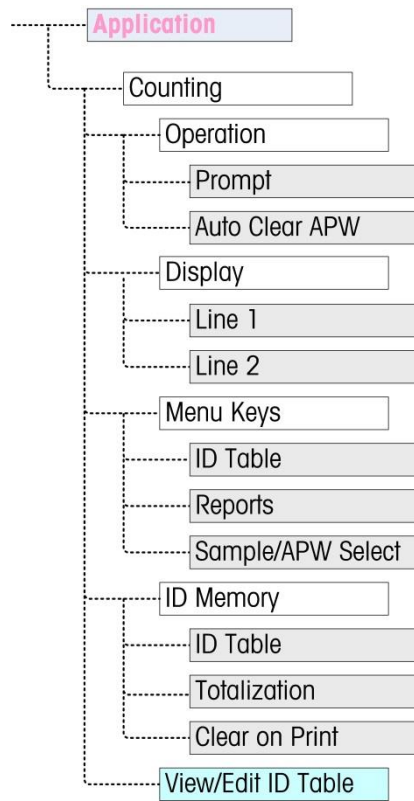 Application
Counting
Operation
Prompt
Auto Clear APW
Display
Line 1
Line 2
Menu Keys
ID Table
Reports
Sample/APW Select
ID Memory
ID Table
Totalization
Clear on Print
View/Edit ID Table